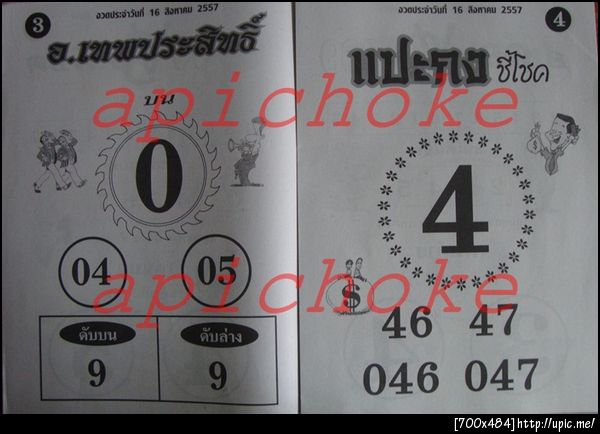 3
งวดประจำวันที่ 16 สิงหาคม 2557
อ.เทพประสิทธิ์
บน
0
04 05
ดับบน ดับล่าง
9 9
งวดประจำวันที่ 16 สิงหาคม 2557
4
แปะกง ชี้โชค
4
$
$
46 47
046 047
apichoke
apichoke
[700x484]http://upic.me/